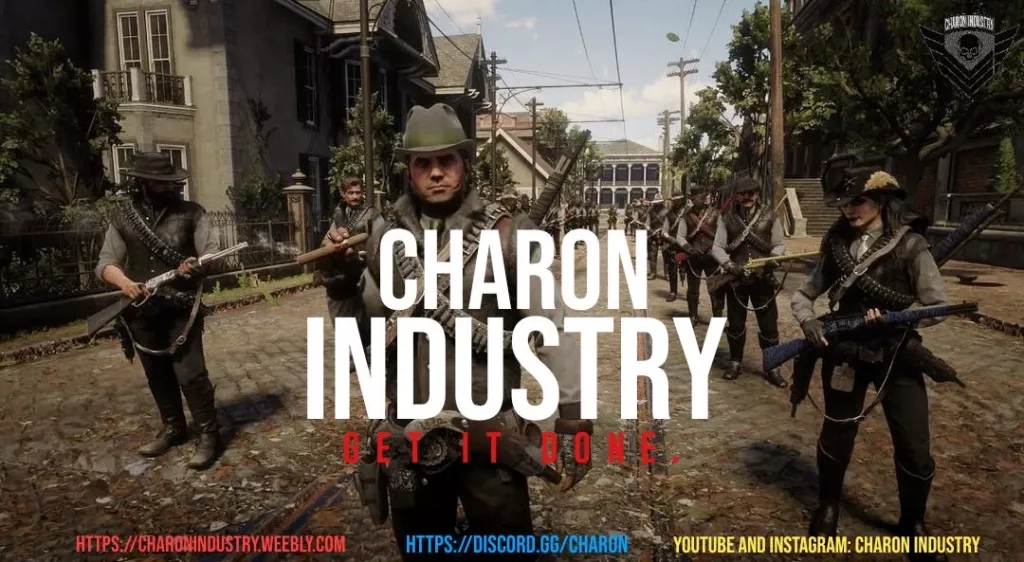 CHARON INDUSTRY
CHARON
INDUSTRY
GET IT DONE.
HTTPS://CHARONINDUSTRY.WEEBLY.COM
HTTPS://DISCORD.GG/CHARON
YOUTUBE AND INSTAGRAM: CHARON INDUSTRY